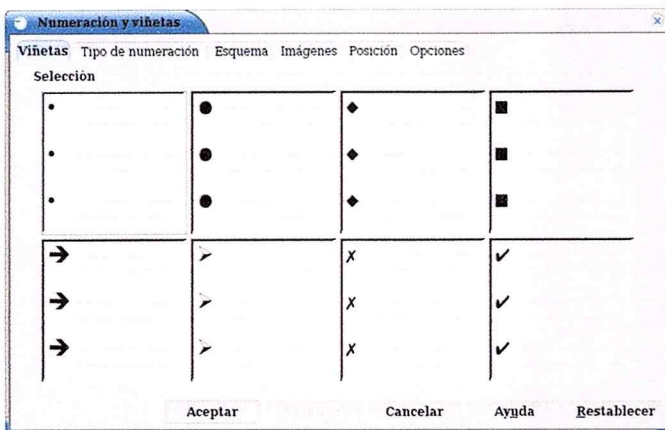 Numeración y viñetas
Viñetas Tipo de numeración Esquema Imágenes Posición Opciones
Selección
Aceptar Cancelar Ayuda Restablecer